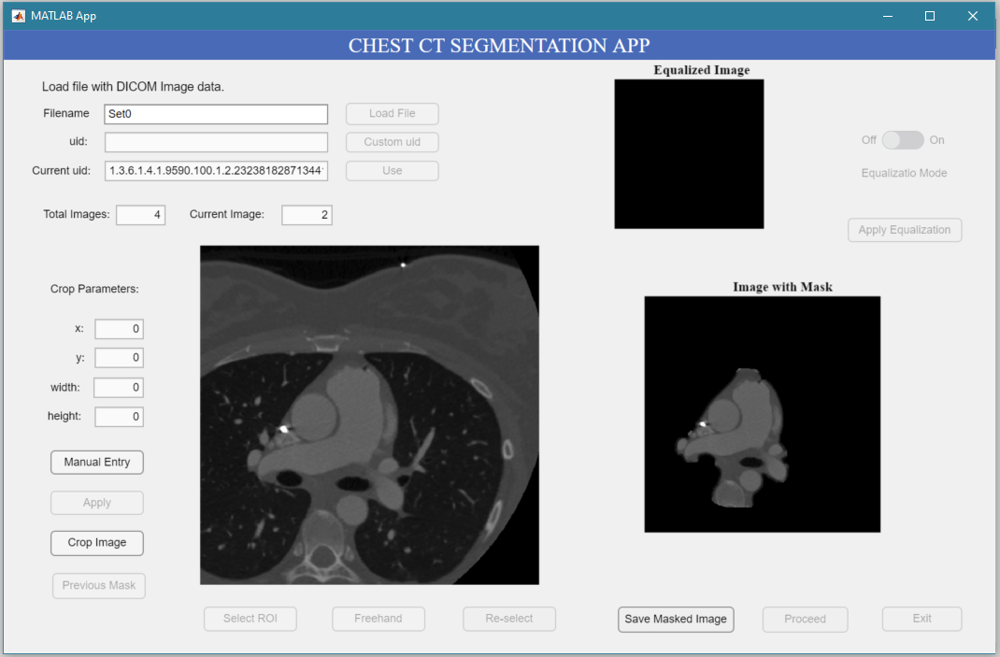 MATLAB App
CHEST CT SEGMENTATION APP
Load file with DICOM Image data.
Filename Set0 Load File
uid: Custom uid
Current uid: 1.3.6.1.4.1.9590.100.1.2.23238182871344 Use
Total Images: 4 Current Image: 2
Equalized Image
Off On
Equalizatio Mode
Apply Equalization
Crop Parameters:
x: 0
y: 0
width: 0
height: 0
Manual Entry
Apply
Crop Image
Previous Mask
Image with Mask
Select ROI Freehand Re-select Save Masked Image Proceed Exit